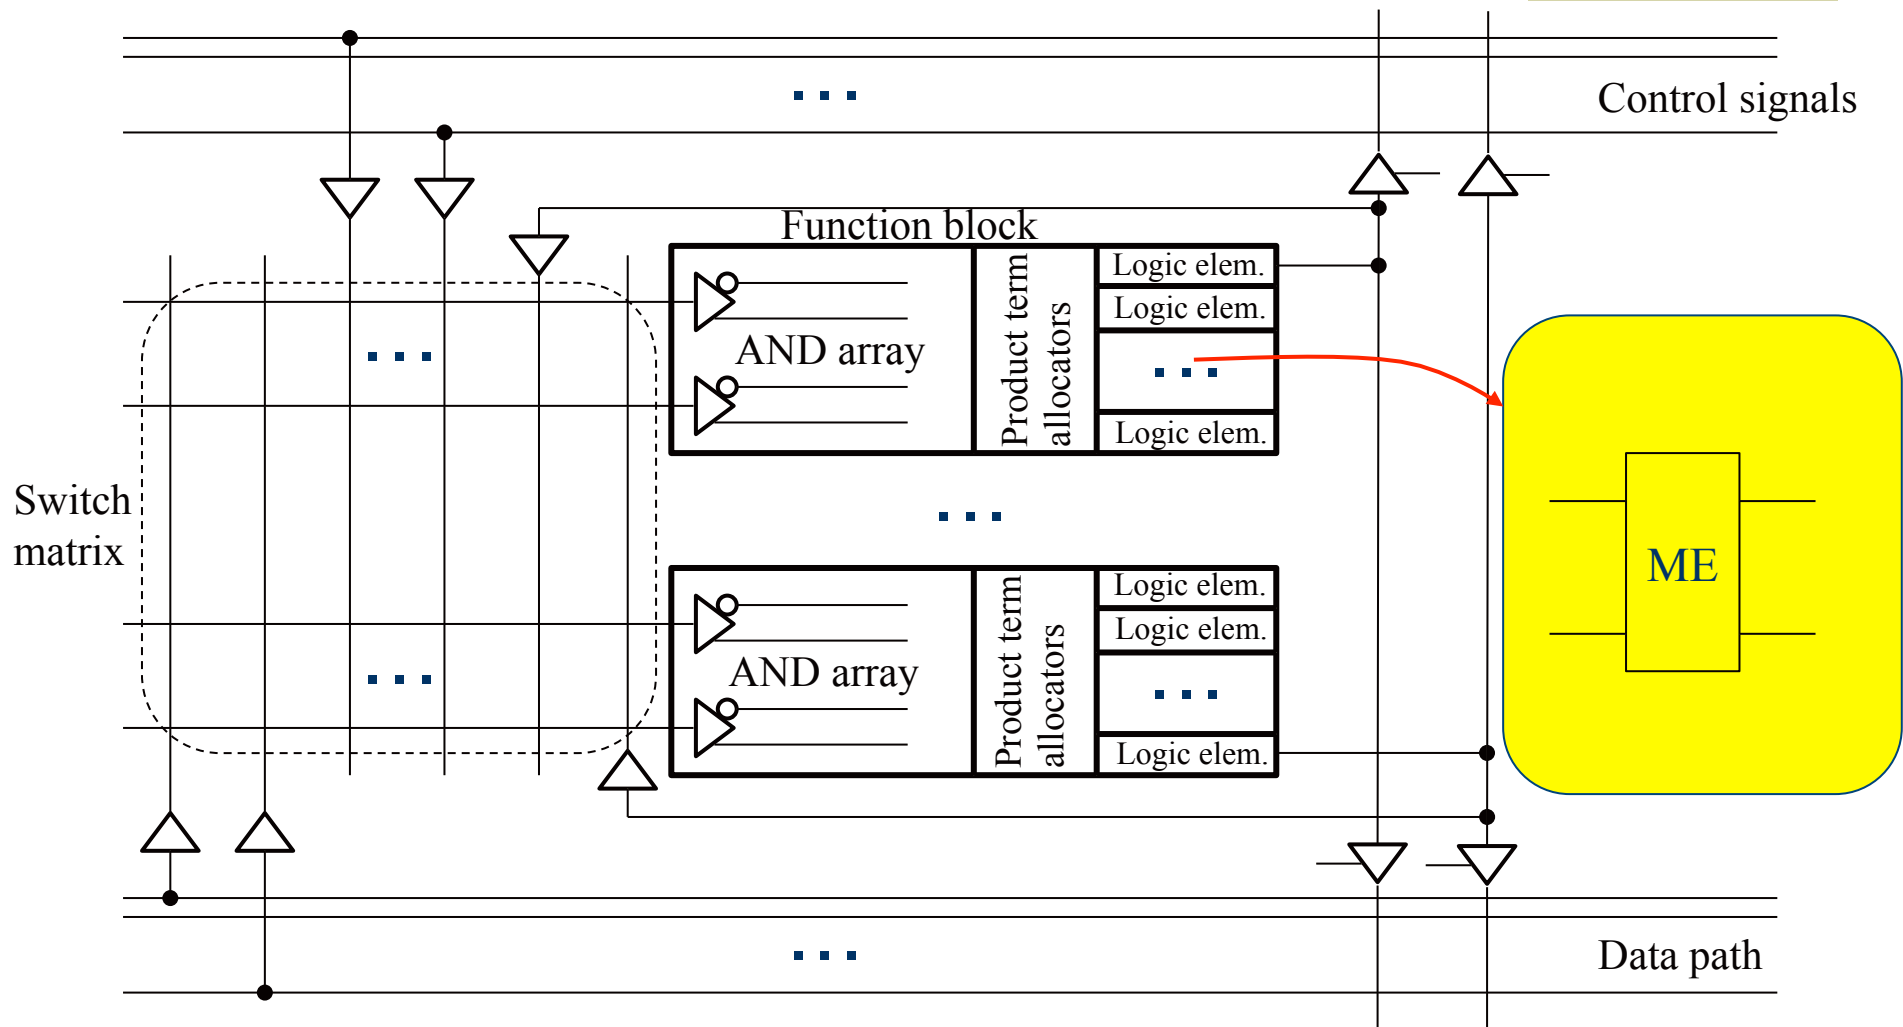 Control signals
Function block
Logic elem.
Logic elem.
Logic elem.
AND array
Product term
allocators
Switch
matrix
ME
Logic elem.
Logic elem.
Logic elem.
AND array
Product term
allocators
Data path